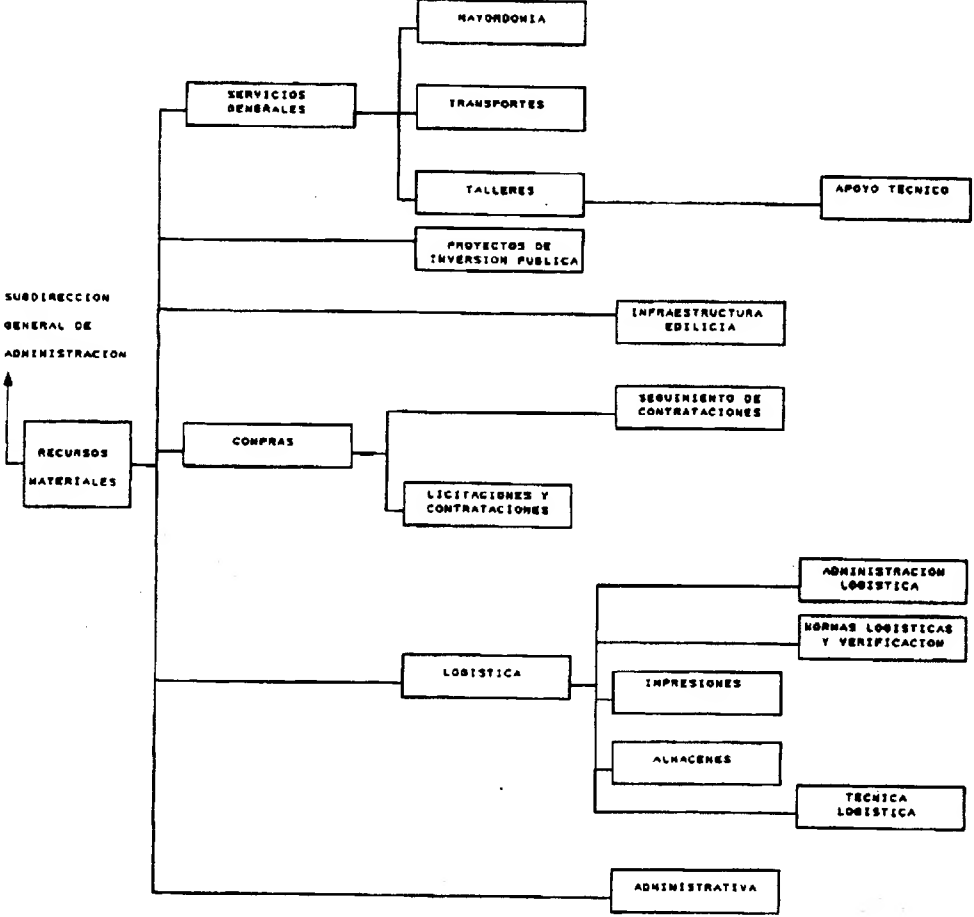 MAYORDOMIA
SERVICIOS
GENERALES
TRANSPORTES
TALLERES
APOYO TECNICO
PROYECTOS DE
INVERSION PUBLICA
SUBDIRECCION
GENERAL DE
ADMINISTRACION
INFRAESTRUCTURA
EDILICIA
SEGUIMIENTO DE
CONTRATACIONES
RECURSOS
MATERIALES
COMPRAS
LICITACIONES Y
CONTRATACIONES
ADMINISTRACION
LOGISTICA
NORMAS LOGISTICAS
Y VERIFICACION
LOGISTICA
IMPRESIONES
ALMACENES
TECNICA
LOGISTICA
ADMINISTRATIVA